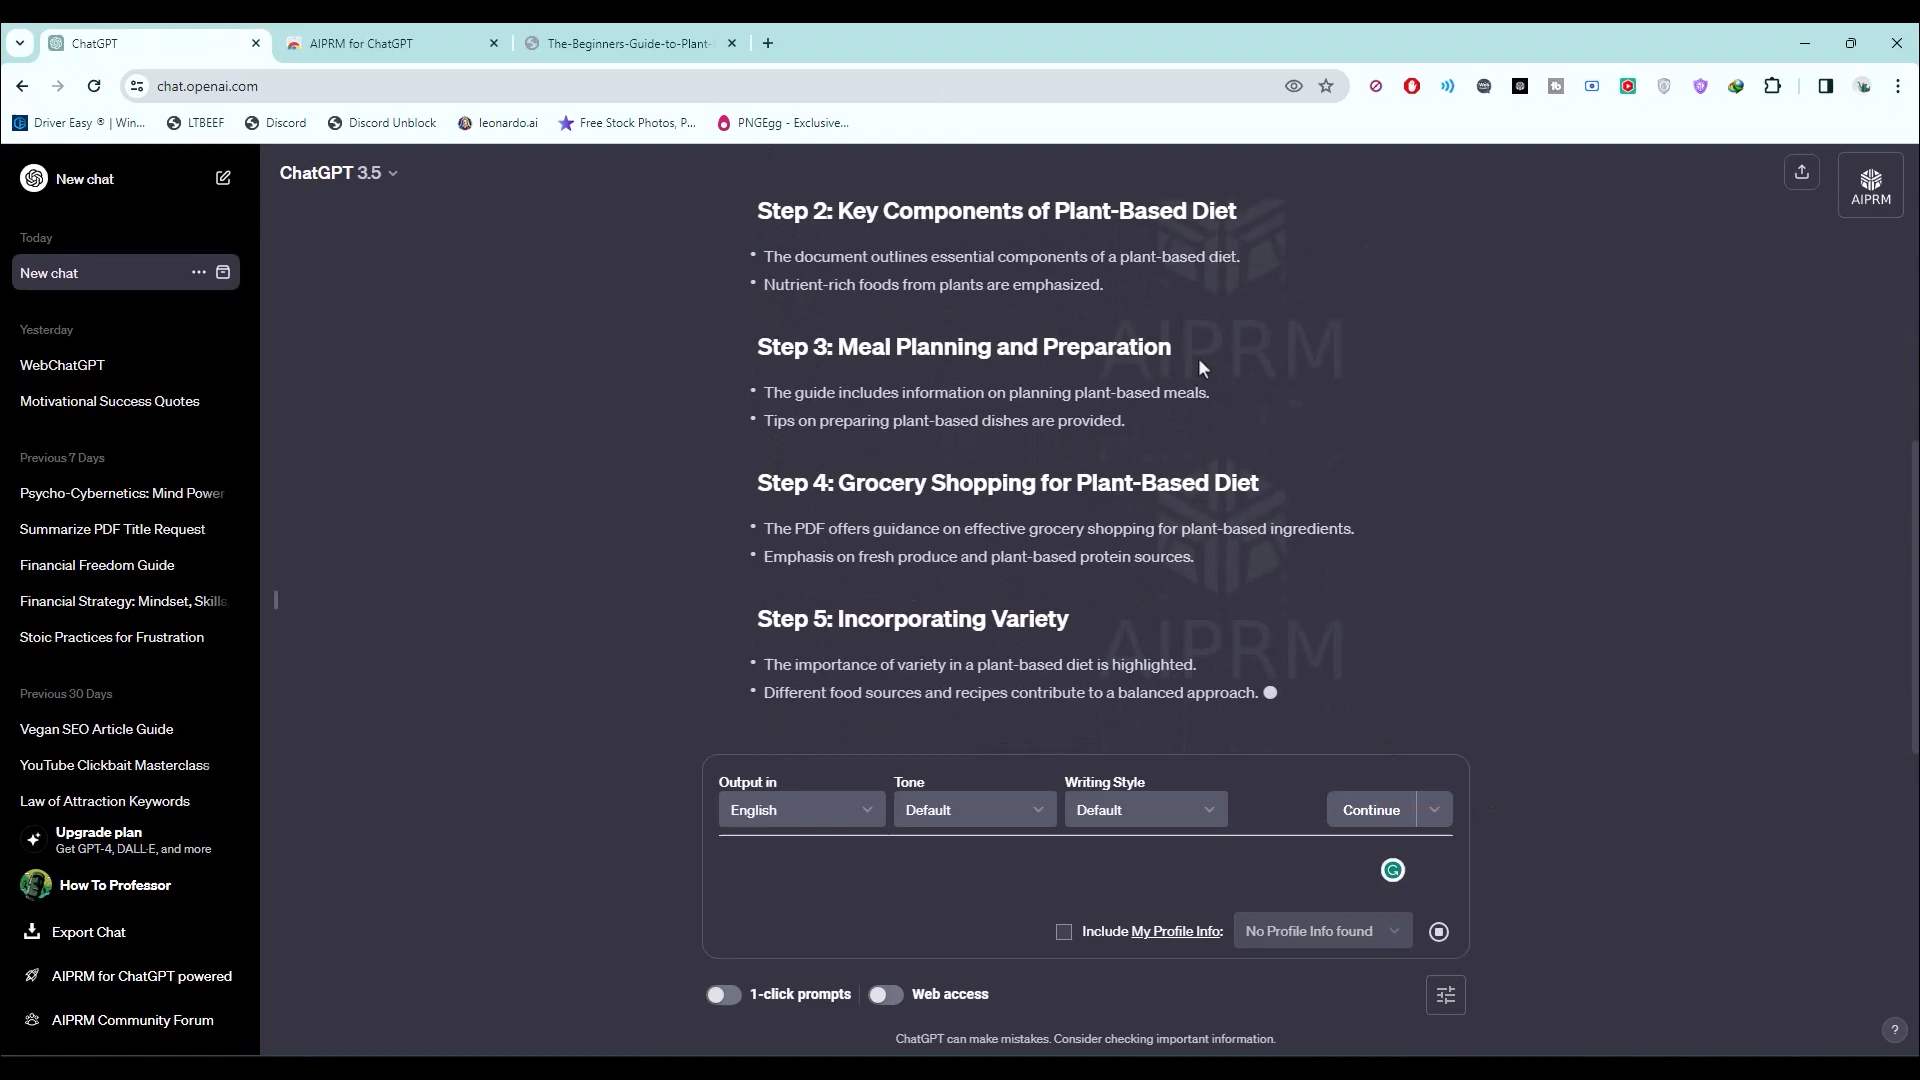 ChatGPT
AIPRM for ChatGPT
The-Beginners-Guide-to-Plant-
chat.openai.com
Driver Easy ® | Win...
LTBEEF
Discord
Discord Unblock
leonardo.ai
Free Stock Photos, P...
PNGEgg - Exclusive...
New chat
ChatGPT 3.5
AIPRM
Today
New chat
Yesterday
WebChatGPT
Motivational Success Quotes
Previous 7 Days
Psycho-Cybernetics: Mind Power
Summarize PDF Title Request
Financial Freedom Guide
Financial Strategy: Mindset, Skills,
Stoic Practices for Frustration
Previous 30 Days
Vegan SEO Article Guide
YouTube Clickbait Masterclass
Law of Attraction Keywords
Upgrade plan
Get GPT-4, DALL·E, and more
How To Professor
Export Chat
AIPRM for ChatGPT powered
AIPRM Community Forum
Step 2: Key Components of Plant-Based Diet
• The document outlines essential components of a plant-based diet.
• Nutrient-rich foods from plants are emphasized.
AIPRM
Step 3: Meal Planning and Preparation
• The guide includes information on planning plant-based meals.
• Tips on preparing plant-based dishes are provided.
Step 4: Grocery Shopping for Plant-Based Diet
• The PDF offers guidance on effective grocery shopping for plant-based ingredients.
• Emphasis on fresh produce and plant-based protein sources.
Step 5: Incorporating Variety
AIPRM
• The importance of variety in a plant-based diet is highlighted.
• Different food sources and recipes contribute to a balanced approach.
Output in
Tone
Writing Style
English
Default
Default
Continue
Include My Profile Info:
No Profile Info found
1-click prompts
Web access
ChatGPT can make mistakes. Consider checking important information.
?